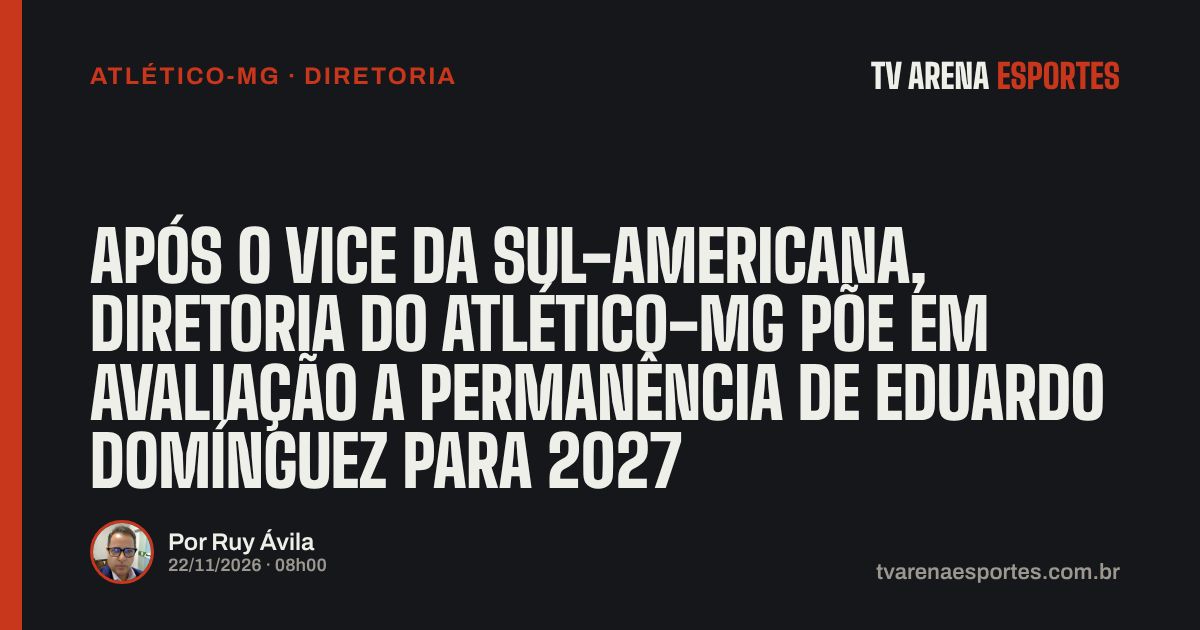 ATLÉTICO-MG · DIRETORIA
TV ARENA ESPORTES
APÓS O VICE DA SUL-AMERICANA,
DIRETORIA DO ATLÉTICO-MG PÕE EM
AVALIAÇÃO A PERMANÊNCIA DE EDUARDO
DOMÍNGUEZ PARA 2027
Por Ruy Ávila
22/11/2026 · 08h00
tvarenaesportes.com.br